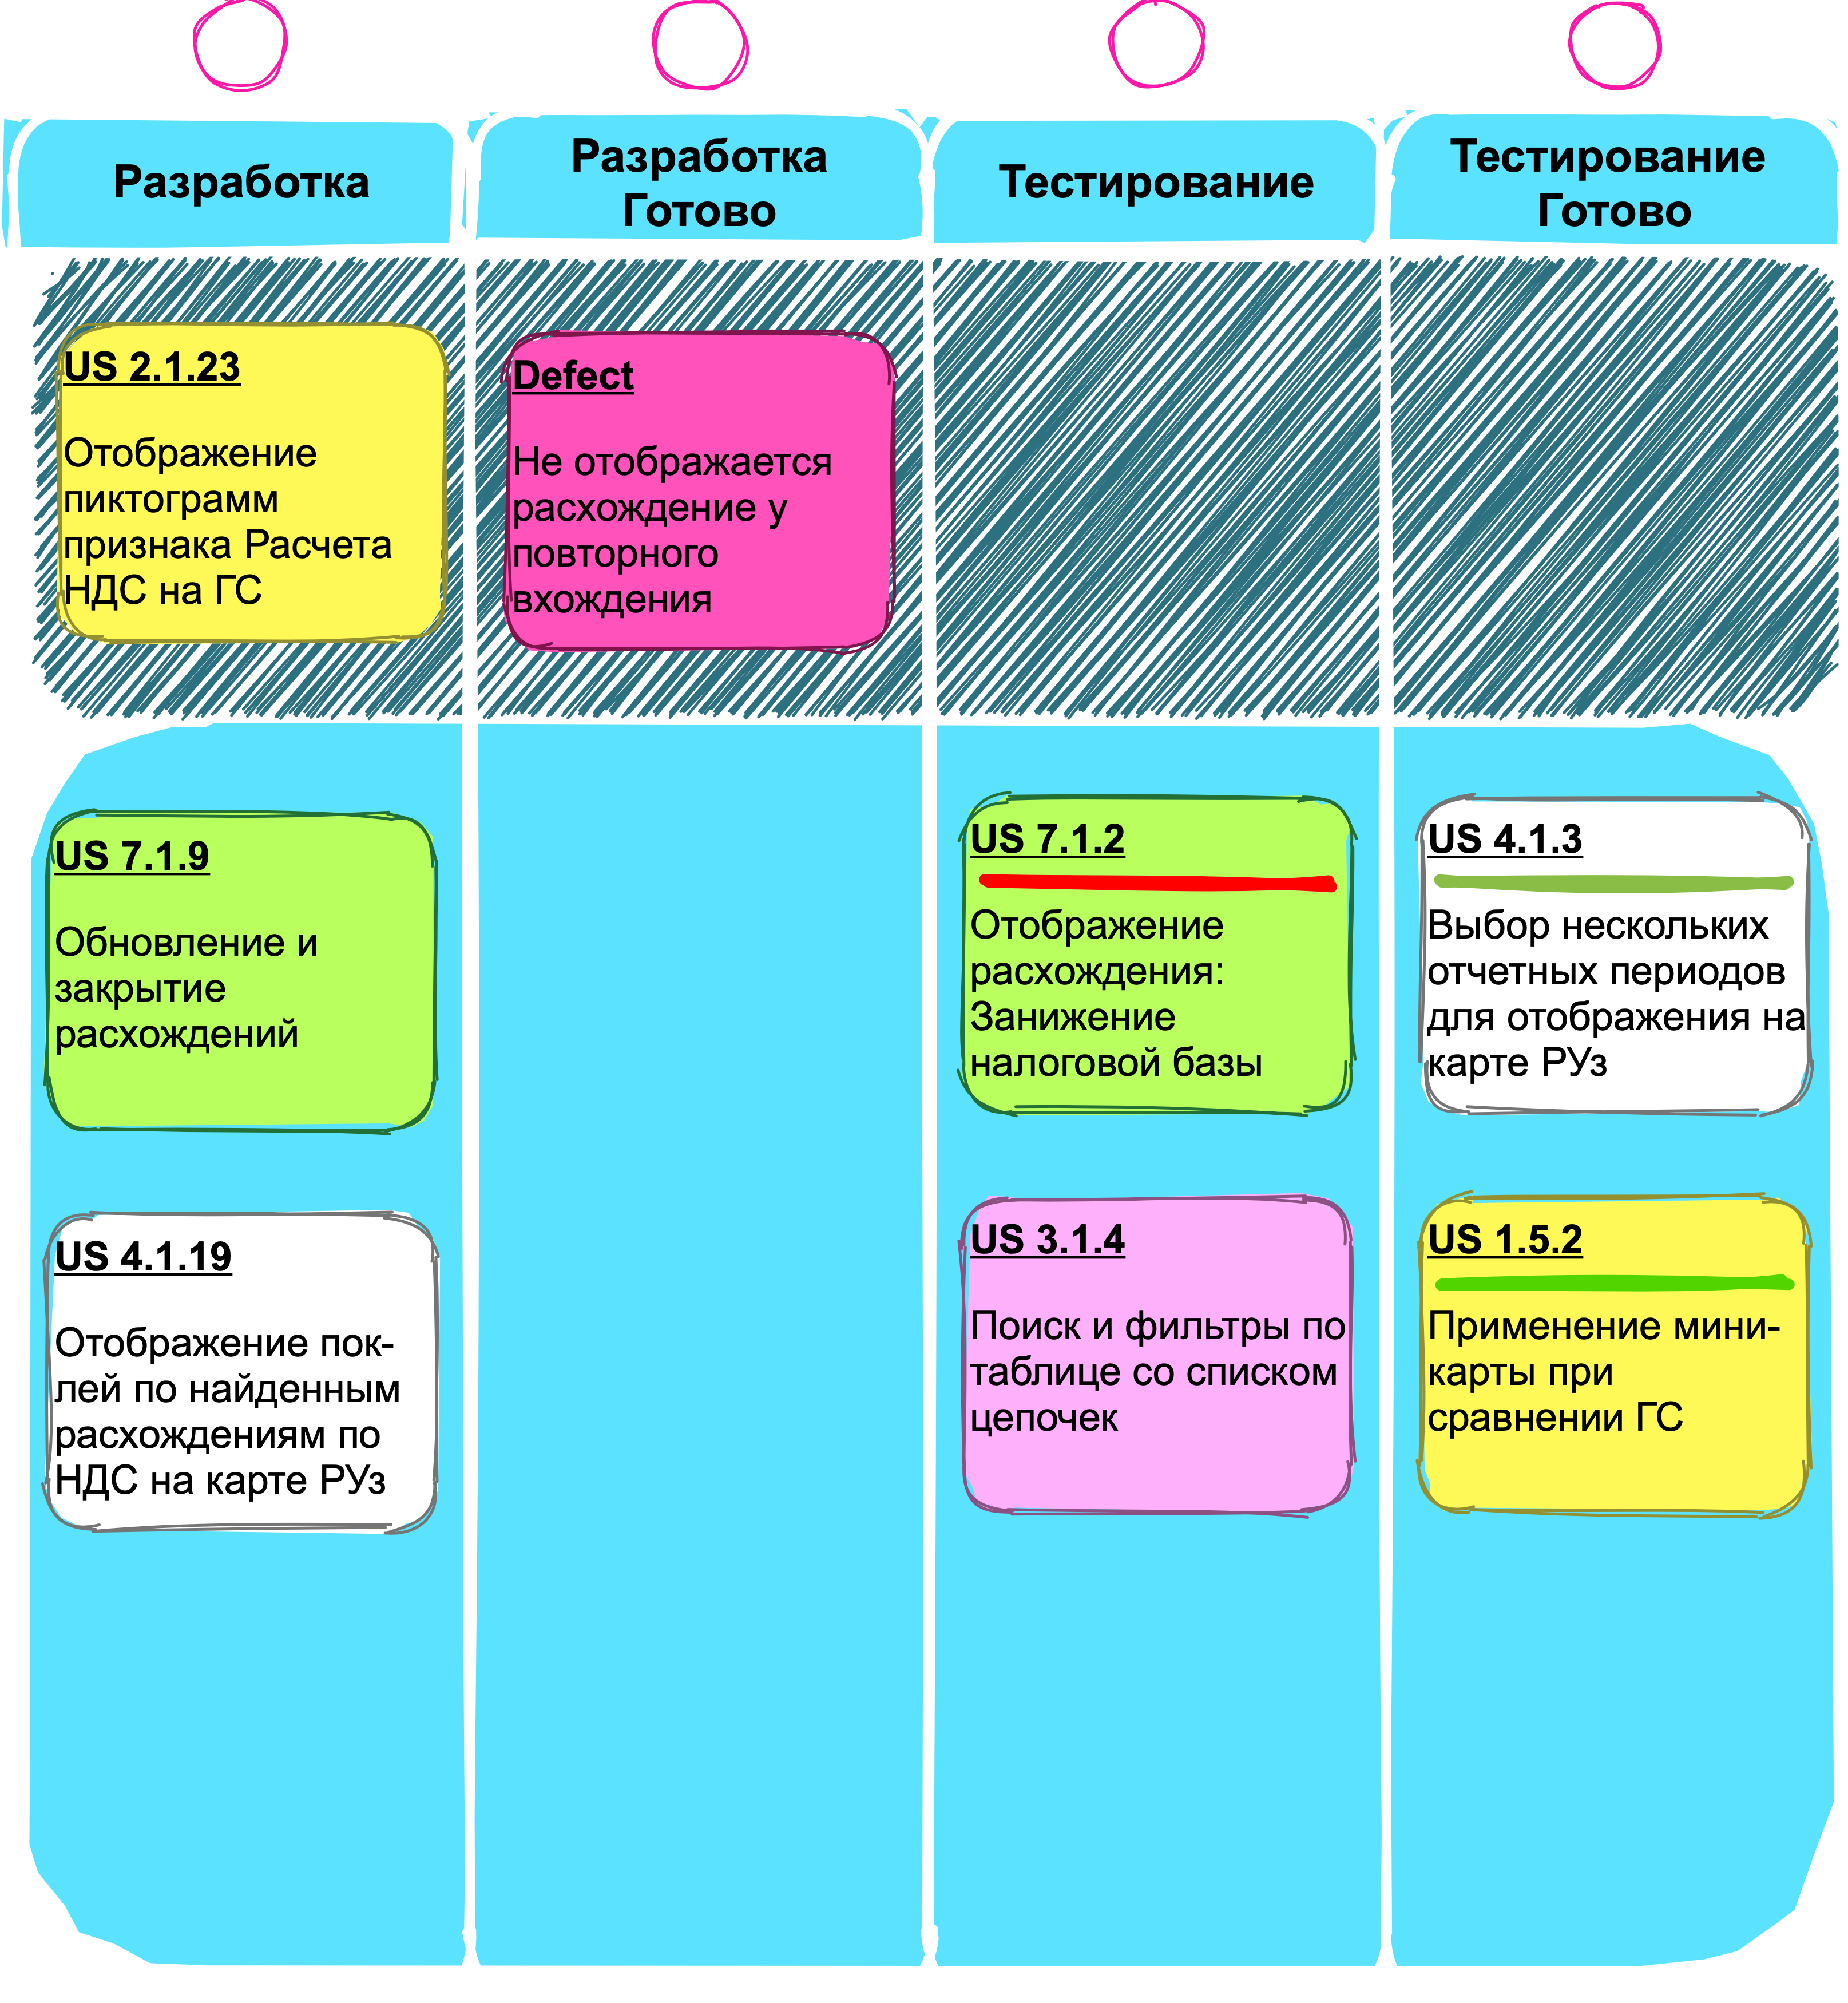 Разработка
Разработка
Готово
Тестирование
Тестирование
Готово
US 2.1.23
Отображение
пиктограмм
признака Расчета
НДС на ГС
Defect
Не отображается
расхождение у
повторного
вхождения
US 7.1.9
Обновление и
закрытие
расхождений
US 7.1.2
Отображение
расхождения:
Занижение
налоговой базы
US 4.1.3
Выбор нескольких
отчетных периодов
для отображения на
карте РУз
US 4.1.19
Отображение пок-
лей по найденным
расхождениям по
НДС на карте РУз
US 3.1.4
Поиск и фильтры по
таблице со списком
цепочек
US 1.5.2
Применение мини-
карты при
сравнении ГС